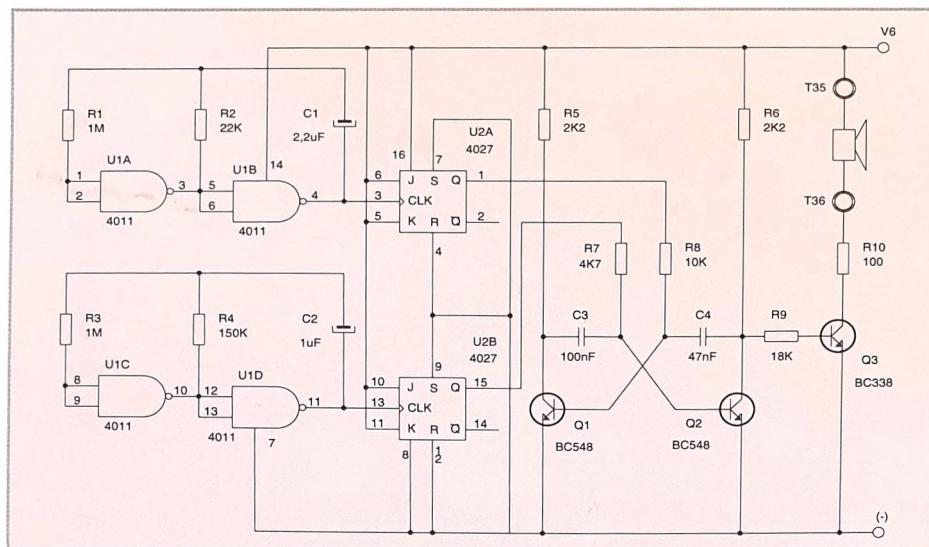 V6
R1
1M
R2
22K
C1
2,2uF
U1A
1
2
3
4011
U1B
14
5
6
4
4011
U2A
4027
16
7
6
J
S
Q
1
3
CLK
5
K
R
Q
2
4
R5
2K2
R6
2K2
T35
T36
R7
4K7
R8
10K
R10
100
R3
1M
R4
150K
C2
1uF
U1C
8
9
10
4011
U1D
12
13
11
4011
7
U2B
4027
9
10
J
S
Q
15
13
CLK
11
K
R
Q
14
8
1
2
C3
100nF
C4
47nF
R9
18K
Q3
BC338
Q1
BC548
Q2
BC548
(-)